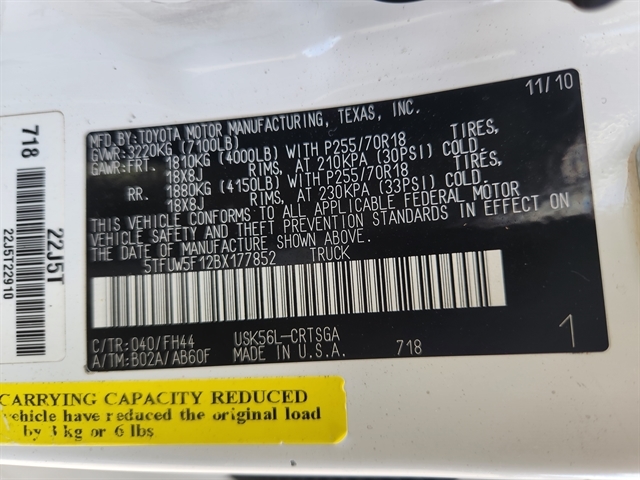 11/10
MFD.BY:TOYOTA MOTOR MANUFACTURING, TEXAS, INC.
GVWR:3220KG(7100LB)
GAWR:FRT. 1810KG(4000LB)WITH P255/70R18 TIRES,
18X8J RIMS, AT 210KPA(30PSI)COLD.
RR. 1880KG(4150LB)WITH P255/70R18 TIRES,
18X8J RIMS, AT 230KPA(33PSI)COLD.
THIS VEHICLE CONFORMS TO ALL APPLICABLE FEDERAL MOTOR
VEHICLE SAFETY AND THEFT PREVENTION STANDARDS IN EFFECT ON
THE DATE OF MANUFACTURE SHOWN ABOVE.
5TFUW5F12BX177852 TRUCK
C/TR:040/FH44 USK56L-CRTSGA
A/TM:B02A/AB60F MADE IN U.S.A. 718
1
718
22J5T
22J5T22910
CARRYING CAPACITY REDUCED
vehicle have reduced the original load
by 3 kg or 6 lbs